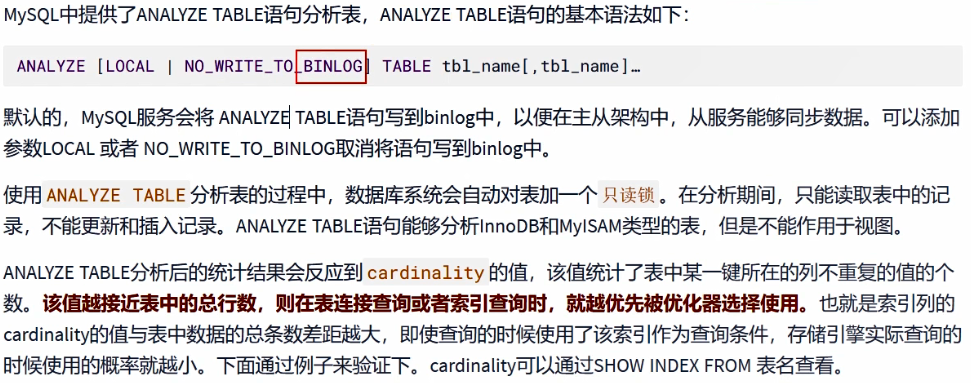 MySQL中提供了ANALYZE TABLE语句分析表，ANALYZE TABLE语句的基本语法如下：
ANALYZE [LOCAL | NO_WRITE_TO_BINLOG] TABLE tbl_name[,tbl_name]…
默认的，MySQL服务会将 ANALYZE TABLE语句写到binlog中，以便在主从架构中，从服务能够同步数据。可以添加
参数LOCAL 或者 NO_WRITE_TO_BINLOG取消将语句写到binlog中。
使用 ANALYZE TABLE 分析表的过程中，数据库系统会自动对表加一个 只读锁 。在分析期间，只能读取表中的记
录，不能更新和插入记录。ANALYZE TABLE语句能够分析InnoDB和MyISAM类型的表，但是不能作用于视图。
ANALYZE TABLE分析后的统计结果会反应到 cardinality 的值，该值统计了表中某一键所在的列不重复的值的个
数。该值越接近表中的总行数，则在表连接查询或者索引查询时，就越优先被优化器选择使用。也就是索引列的
cardinality的值与表中数据的总条数差距越大，即使查询的时候使用了该索引作为查询条件，存储引擎实际查询的
时候使用的概率就越小。下面通过例子来验证下。cardinality可以通过SHOW INDEX FROM 表名查看。